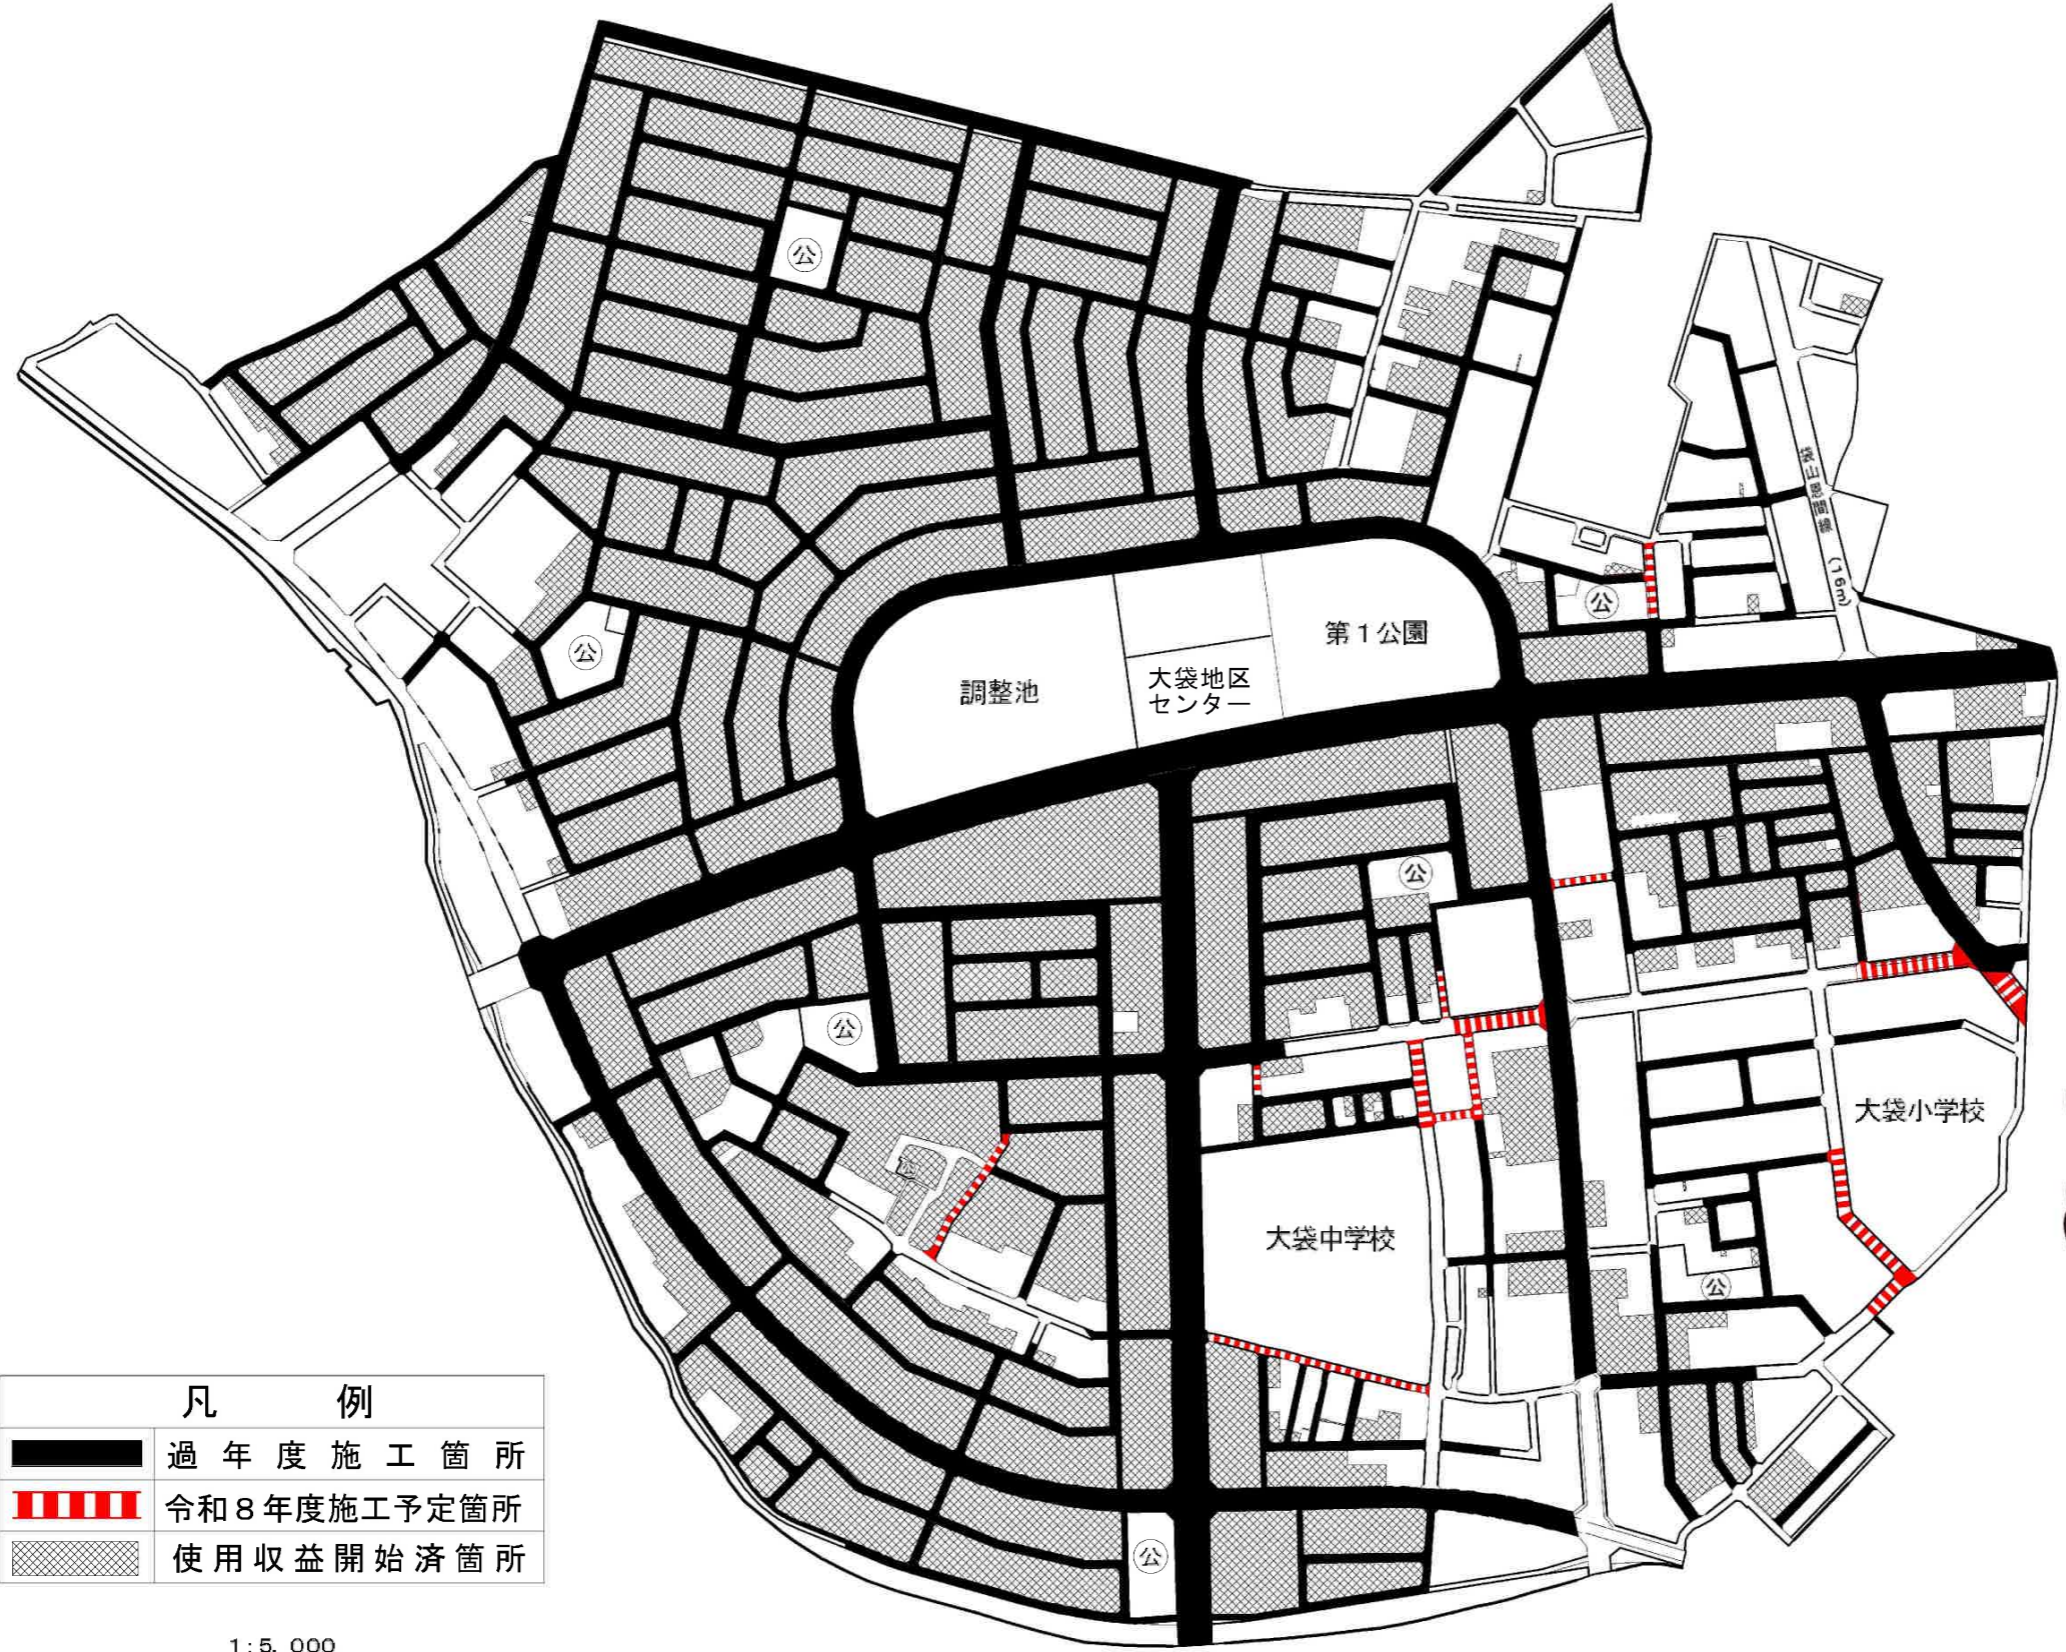 公
袋山恩間線 (16m)
公
公
第1公園
調整池
大袋地区
センター
公
公
大袋小学校
大袋中学校
公
公
凡例
過年度施工箇所
令和8年度施工予定箇所
使用収益開始済箇所
1:5,000